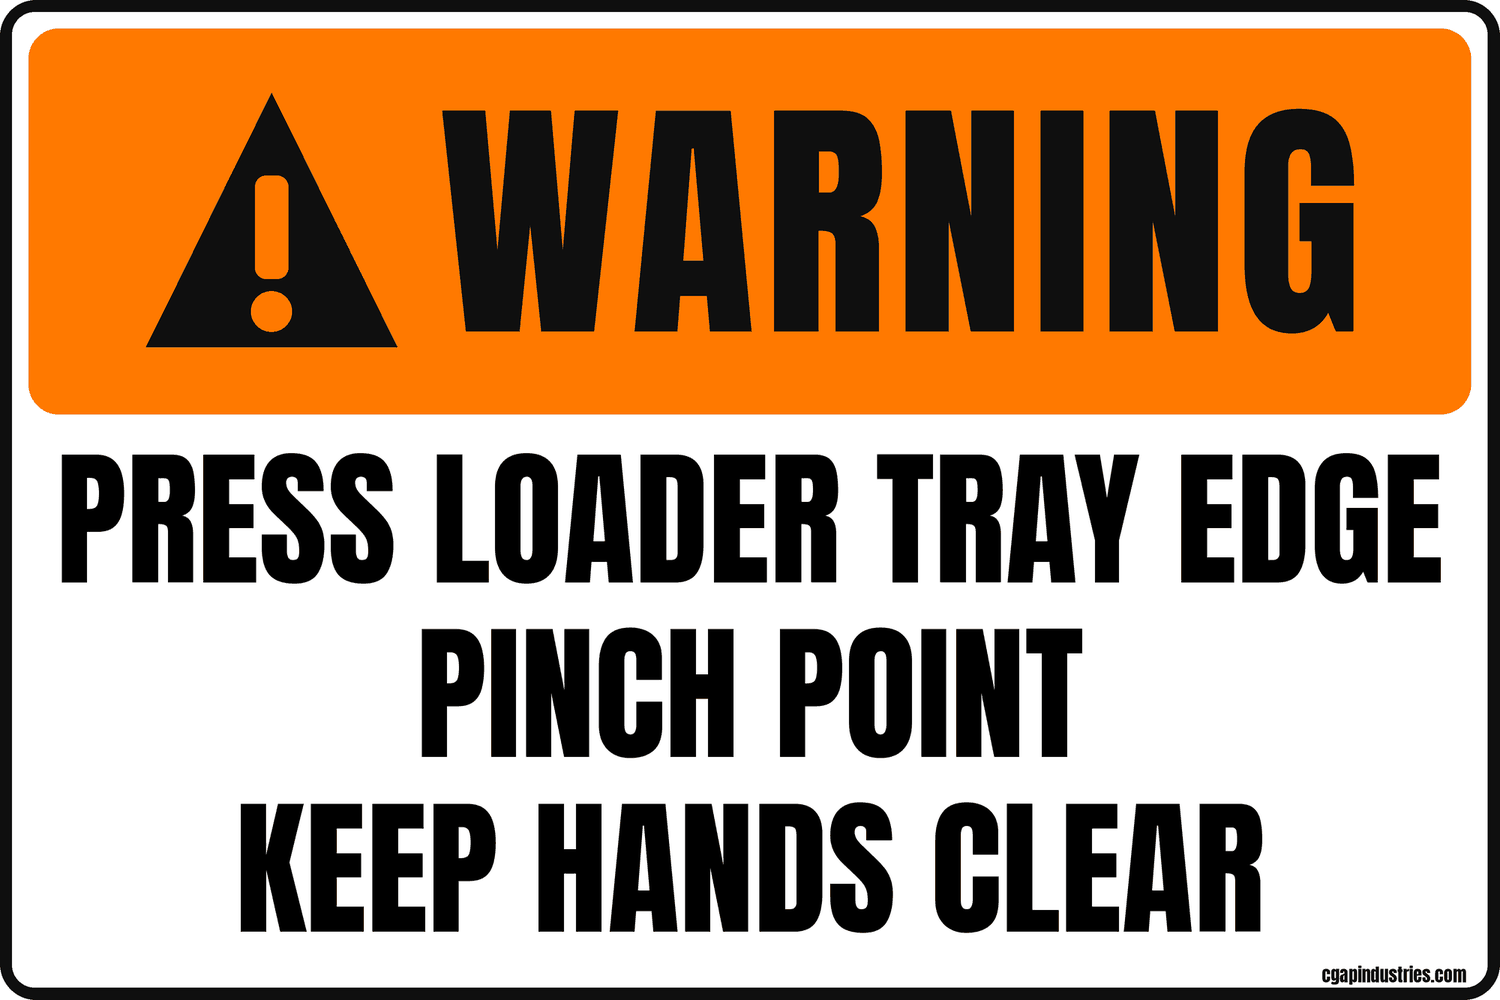 WARNING
PRESS LOADER TRAY EDGE
PINCH POINT
KEEP HANDS CLEAR
cgapindustries.com